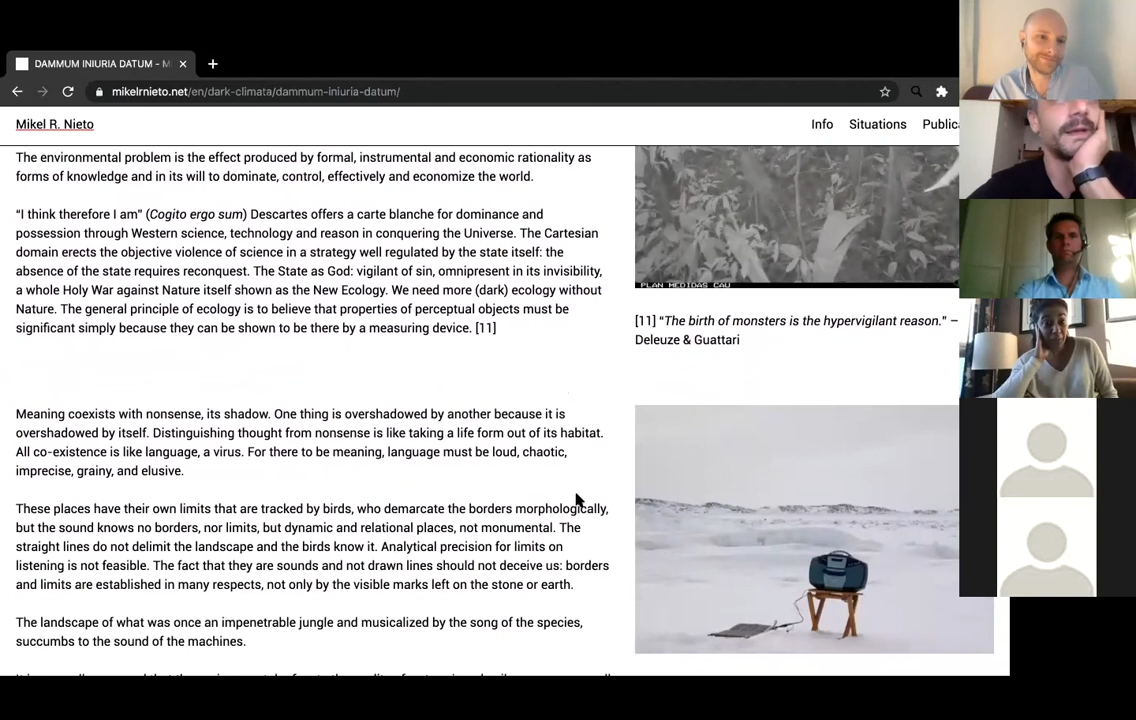 DAMMUM INIURIA DATUM - M
mikelrnieto.net/en/dark-climata/dammum-iniuria-datum/
Mikel R. Nieto
Info Situations Publica
The environmental problem is the effect produced by formal, instrumental and economic rationality as
forms of knowledge and in its will to dominate, control, effectively and economize the world.
“I think therefore I am” (Cogito ergo sum) Descartes offers a carte blanche for dominance and
possession through Western science, technology and reason in conquering the Universe. The Cartesian
domain erects the objective violence of science in a strategy well regulated by the state itself: the
absence of the state requires reconquest. The State as God: vigilant of sin, omnipresent in its invisibility,
a whole Holy War against Nature itself shown as the New Ecology. We need more (dark) ecology without
Nature. The general principle of ecology is to believe that properties of perceptual objects must be
significant simply because they can be shown to be there by a measuring device. [11]
PLAN MEDIDAS CAU
[11] “The birth of monsters is the hypervigilant reason.” –
Deleuze & Guattari
Meaning coexists with nonsense, its shadow. One thing is overshadowed by another because it is
overshadowed by itself. Distinguishing thought from nonsense is like taking a life form out of its habitat.
All co-existence is like language, a virus. For there to be meaning, language must be loud, chaotic,
imprecise, grainy, and elusive.
These places have their own limits that are tracked by birds, who demarcate the borders morphologically,
but the sound knows no borders, nor limits, but dynamic and relational places, not monumental. The
straight lines do not delimit the landscape and the birds know it. Analytical precision for limits on
listening is not feasible. The fact that they are sounds and not drawn lines should not deceive us: borders
and limits are established in many respects, not only by the visible marks left on the stone or earth.
The landscape of what was once an impenetrable jungle and musicalized by the song of the species,
succumbs to the sound of the machines.